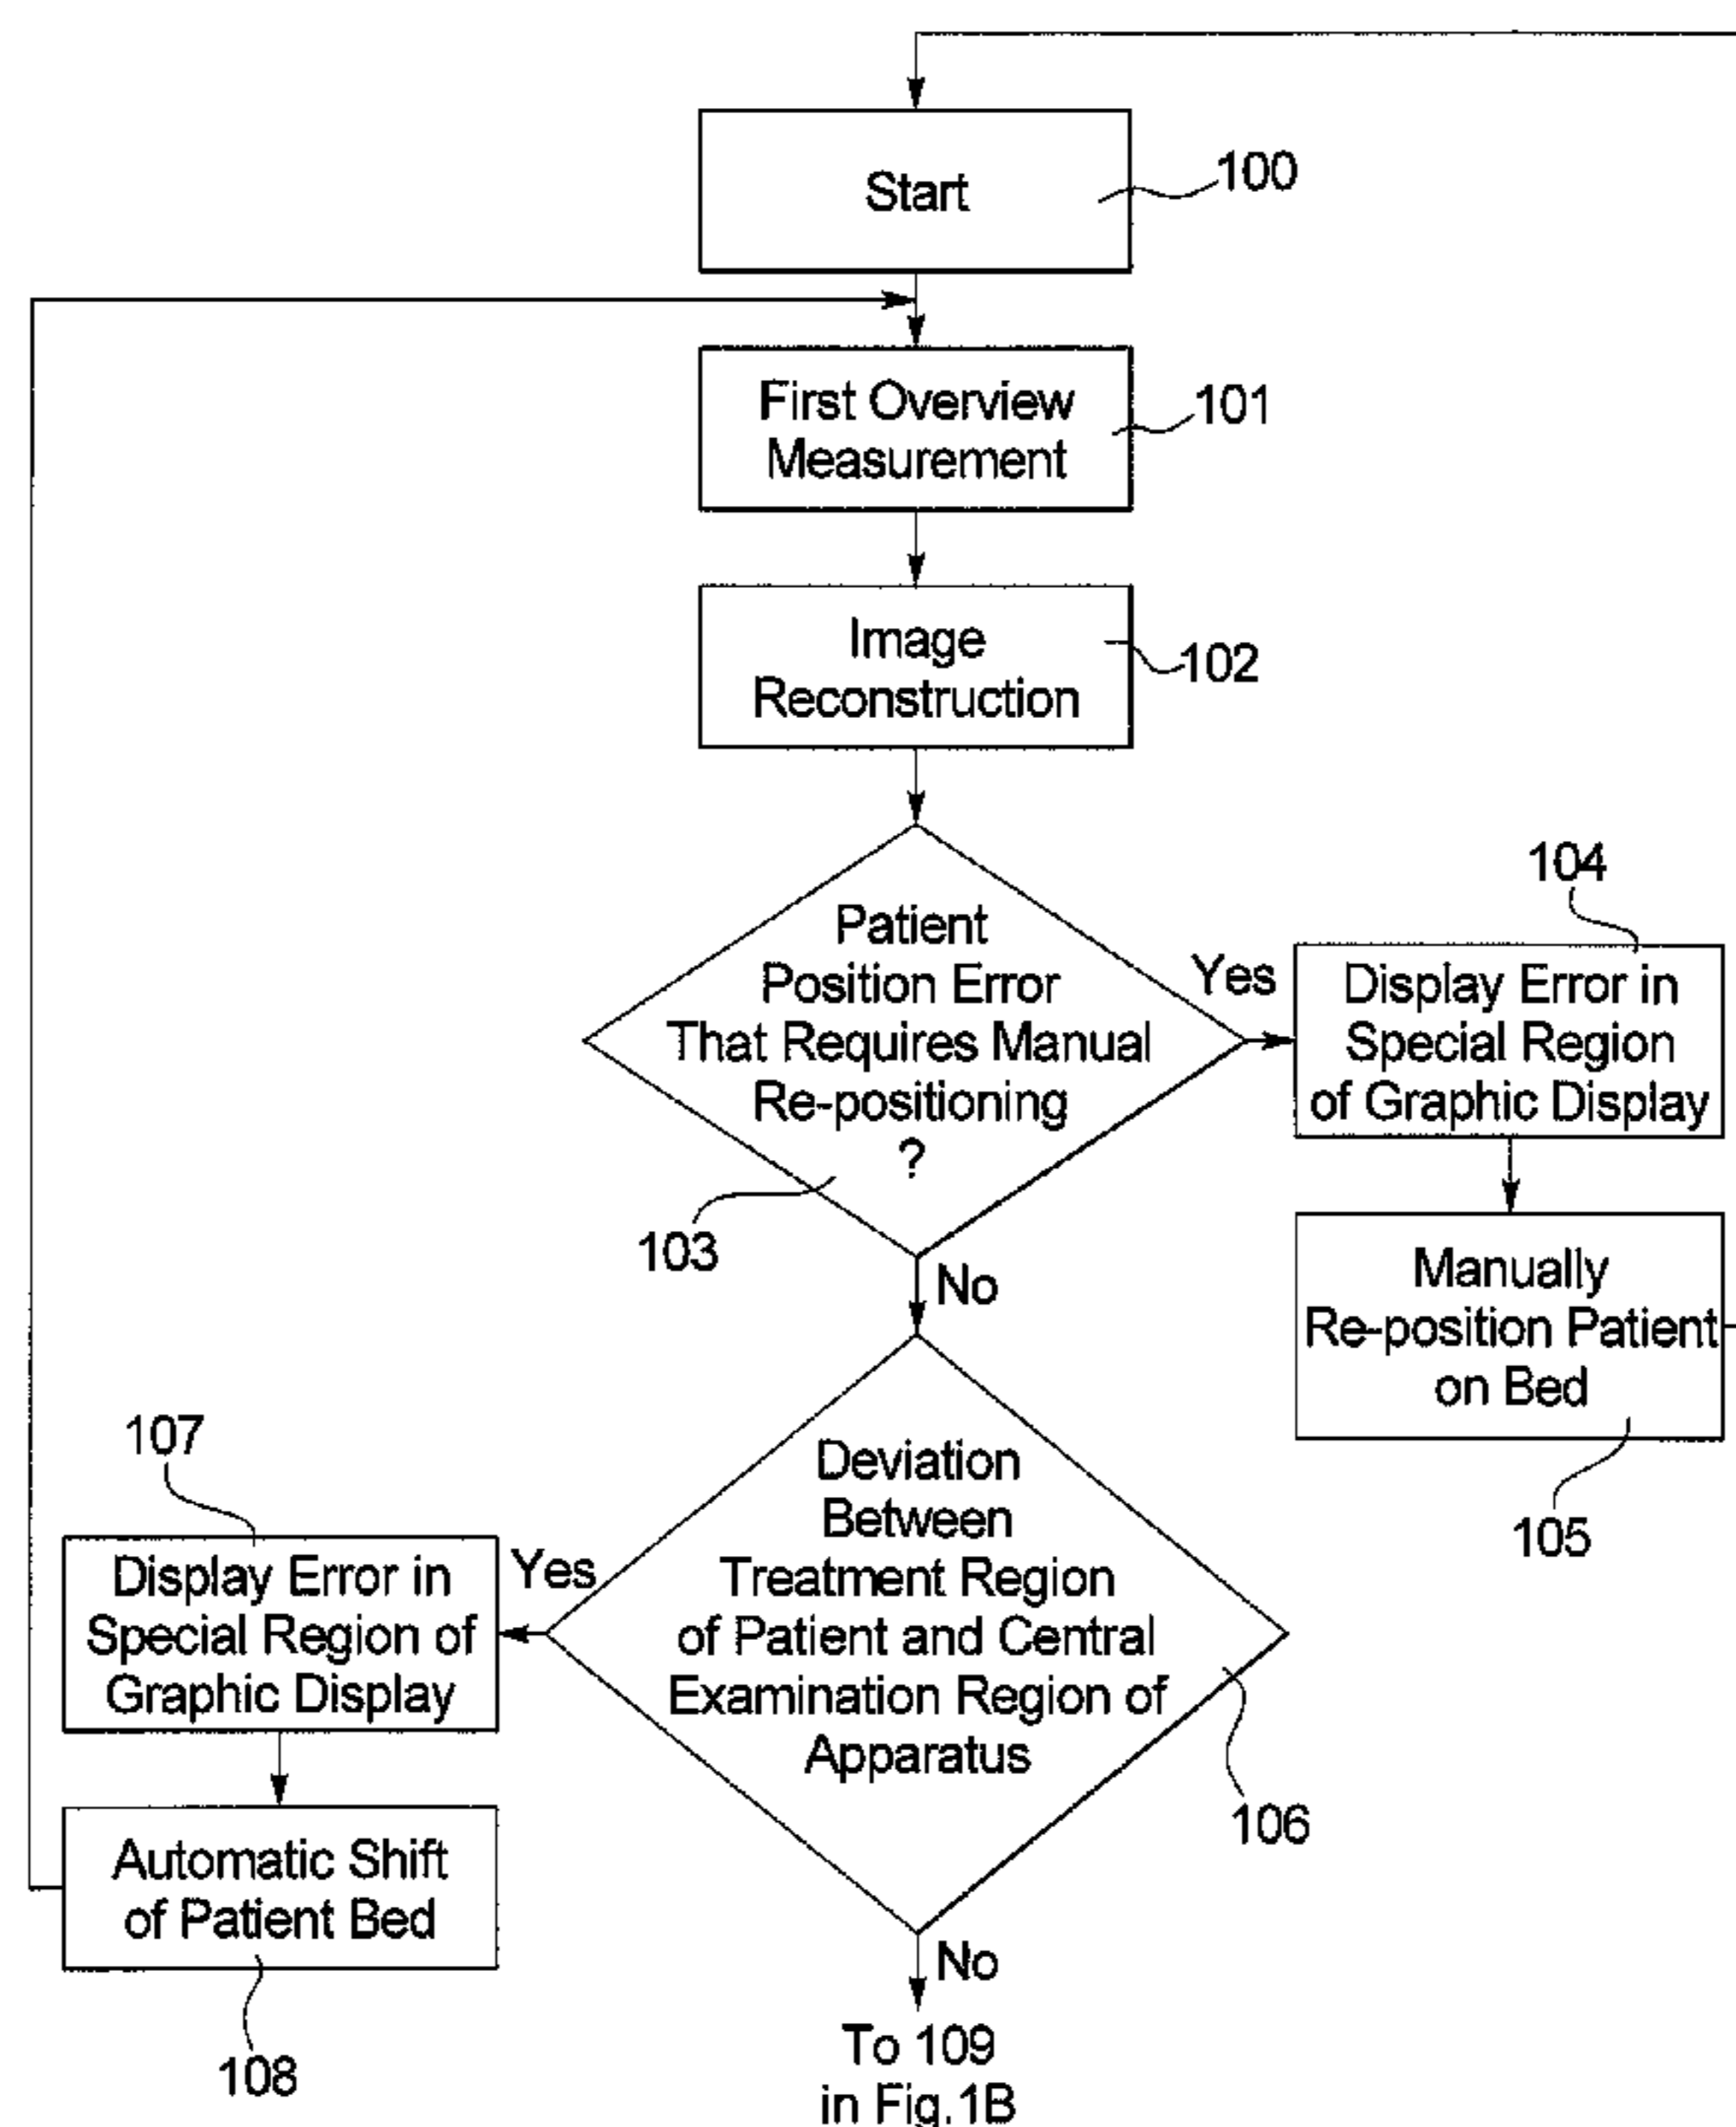 Start
100
First Overview
Measurement
101
Image
Reconstruction
102
Patient
Position Error
That Requires Manual
Re-positioning
?
103
Yes
104
Display Error in
Special Region
of Graphic Display
Manually
Re-position Patient
on Bed
105
No
Deviation
Between
Treatment Region
of Patient and Central
Examination Region of
Apparatus
106
Yes
107
Display Error in
Special Region of
Graphic Display
Automatic Shift
of Patient Bed
108
No
To 109
in Fig.1B